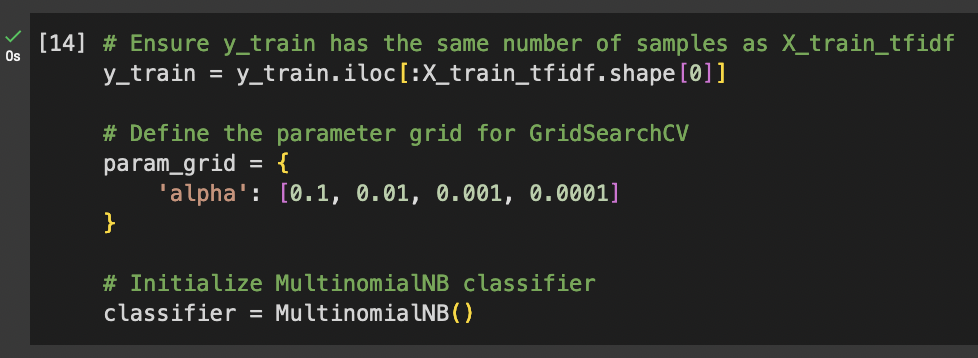 [14] # Ensure y_train has the same number of samples as X_train_tfidf
0s y_train = y_train.iloc[:X_train_tfidf.shape[0]]
# Define the parameter grid for GridSearchCV
param_grid = {
    'alpha': [0.1, 0.01, 0.001, 0.0001]
}
# Initialize MultinomialNB classifier
classifier = MultinomialNB()